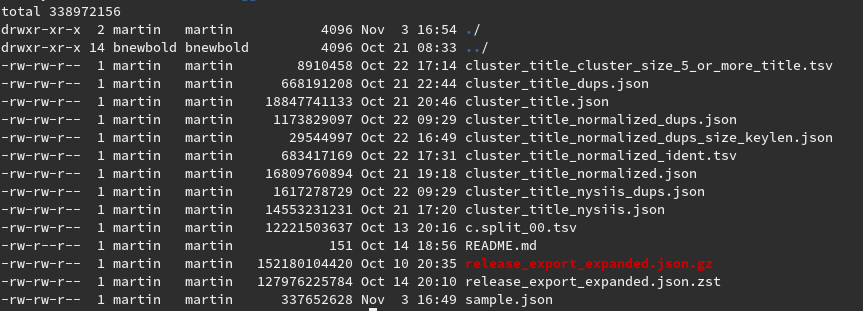 total 338972156
drwxr-xr-x  2 martin   martin           4096 Nov  3 16:54 ./
drwxr-xr-x 14 bnewbold bnewbold         4096 Oct 21 08:33 ../
-rw-rw-r--  1 martin   martin        8910458 Oct 22 17:14 cluster_title_cluster_size_5_or_more_title.tsv
-rw-rw-r--  1 martin   martin      668191208 Oct 21 22:44 cluster_title_dups.json
-rw-rw-r--  1 martin   martin    18847741133 Oct 21 20:46 cluster_title.json
-rw-rw-r--  1 martin   martin     1173829097 Oct 22 09:29 cluster_title_normalized_dups.json
-rw-rw-r--  1 martin   martin       29544997 Oct 22 16:49 cluster_title_normalized_dups_size_keylen.json
-rw-rw-r--  1 martin   martin      683417169 Oct 22 17:31 cluster_title_normalized_ident.tsv
-rw-rw-r--  1 martin   martin    16809760894 Oct 21 19:18 cluster_title_normalized.json
-rw-rw-r--  1 martin   martin     1617278729 Oct 22 09:29 cluster_title_nysiis_dups.json
-rw-rw-r--  1 martin   martin    14553231231 Oct 21 17:20 cluster_title_nysiis.json
-rw-rw-r--  1 martin   martin    12221503637 Oct 13 20:16 c.split_00.tsv
-rw-r--r--  1 martin   martin            151 Oct 14 18:56 README.md
-rw-rw-r--  1 martin   martin   152180104420 Oct 10 20:35 release_export_expanded.json.gz
-rw-rw-r--  1 martin   martin   127976225784 Oct 14 20:10 release_export_expanded.json.zst
-rw-rw-r--  1 martin   martin      337652628 Nov  3 16:49 sample.json